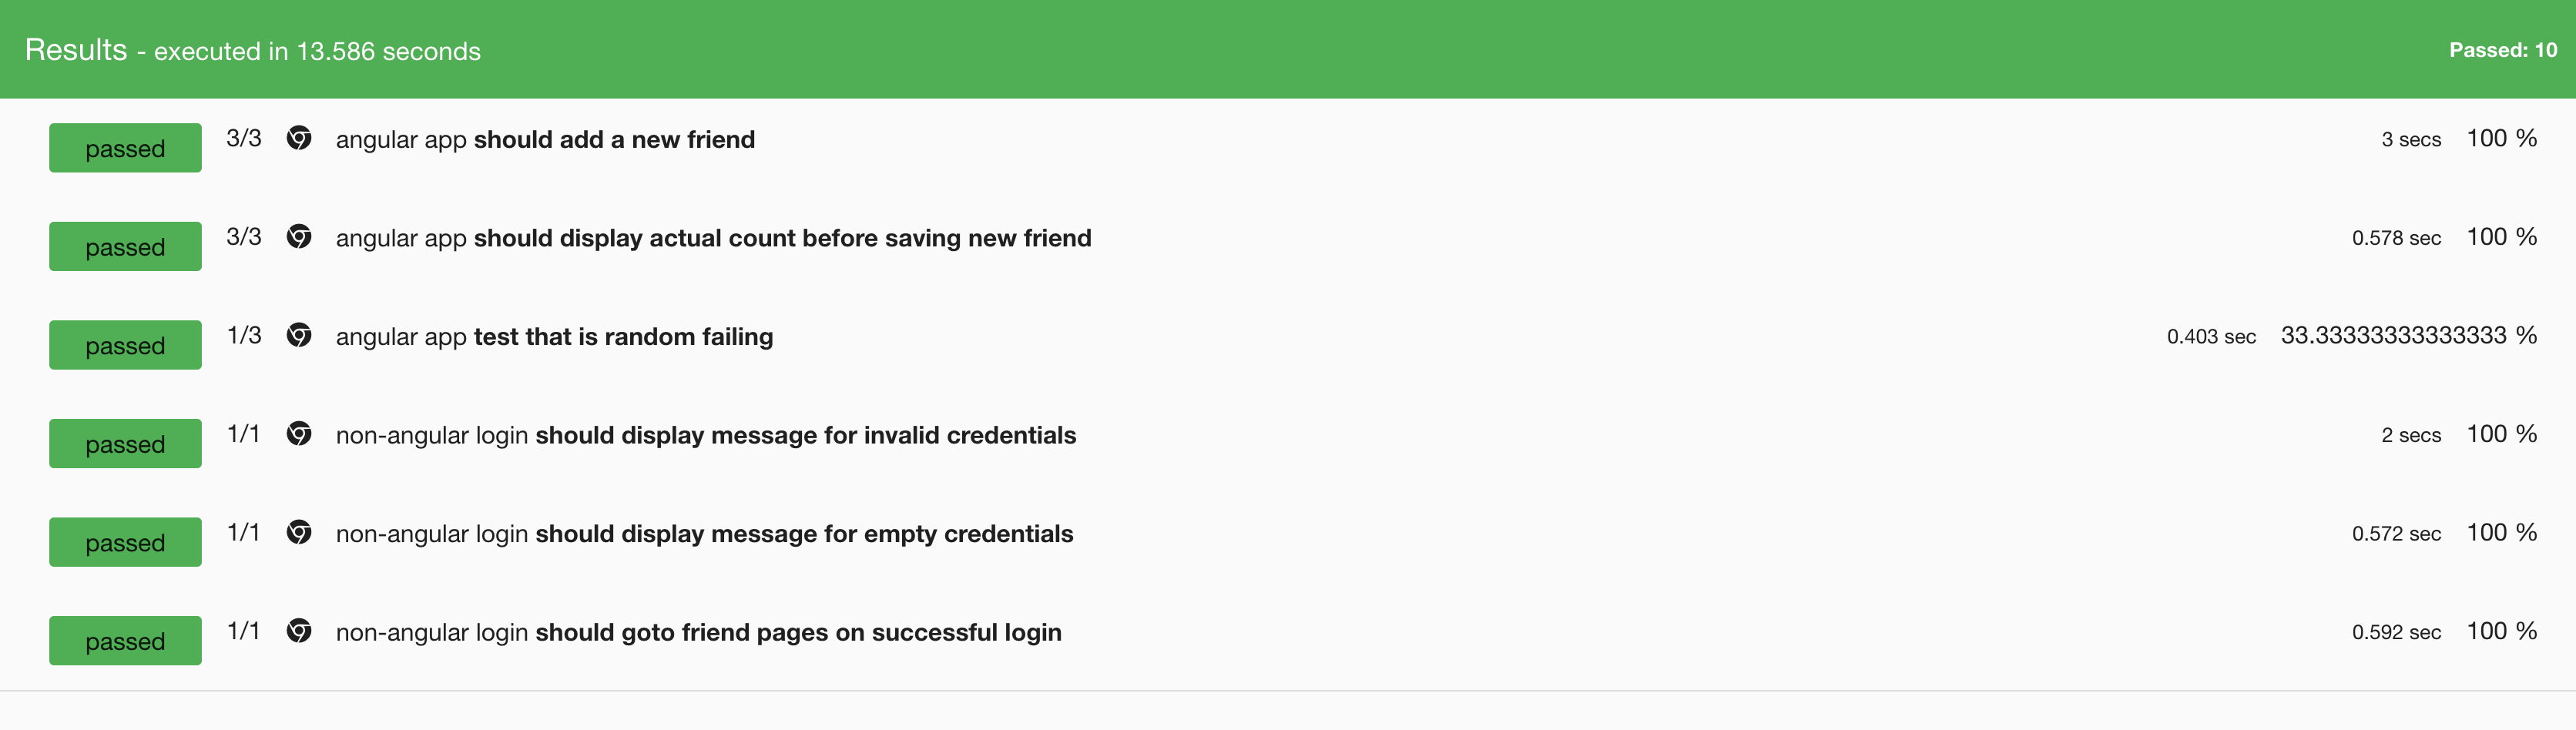 Results - executed in 13.586 seconds Passed: 10
passed 3/3 angular app should add a new friend 3 secs 100 %
passed 3/3 angular app should display actual count before saving new friend 0.578 sec 100 %
passed 1/3 angular app test that is random failing 0.403 sec 33.33333333333333 %
passed 1/1 non-angular login should display message for invalid credentials 2 secs 100 %
passed 1/1 non-angular login should display message for empty credentials 0.572 sec 100 %
passed 1/1 non-angular login should goto friend pages on successful login 0.592 sec 100 %